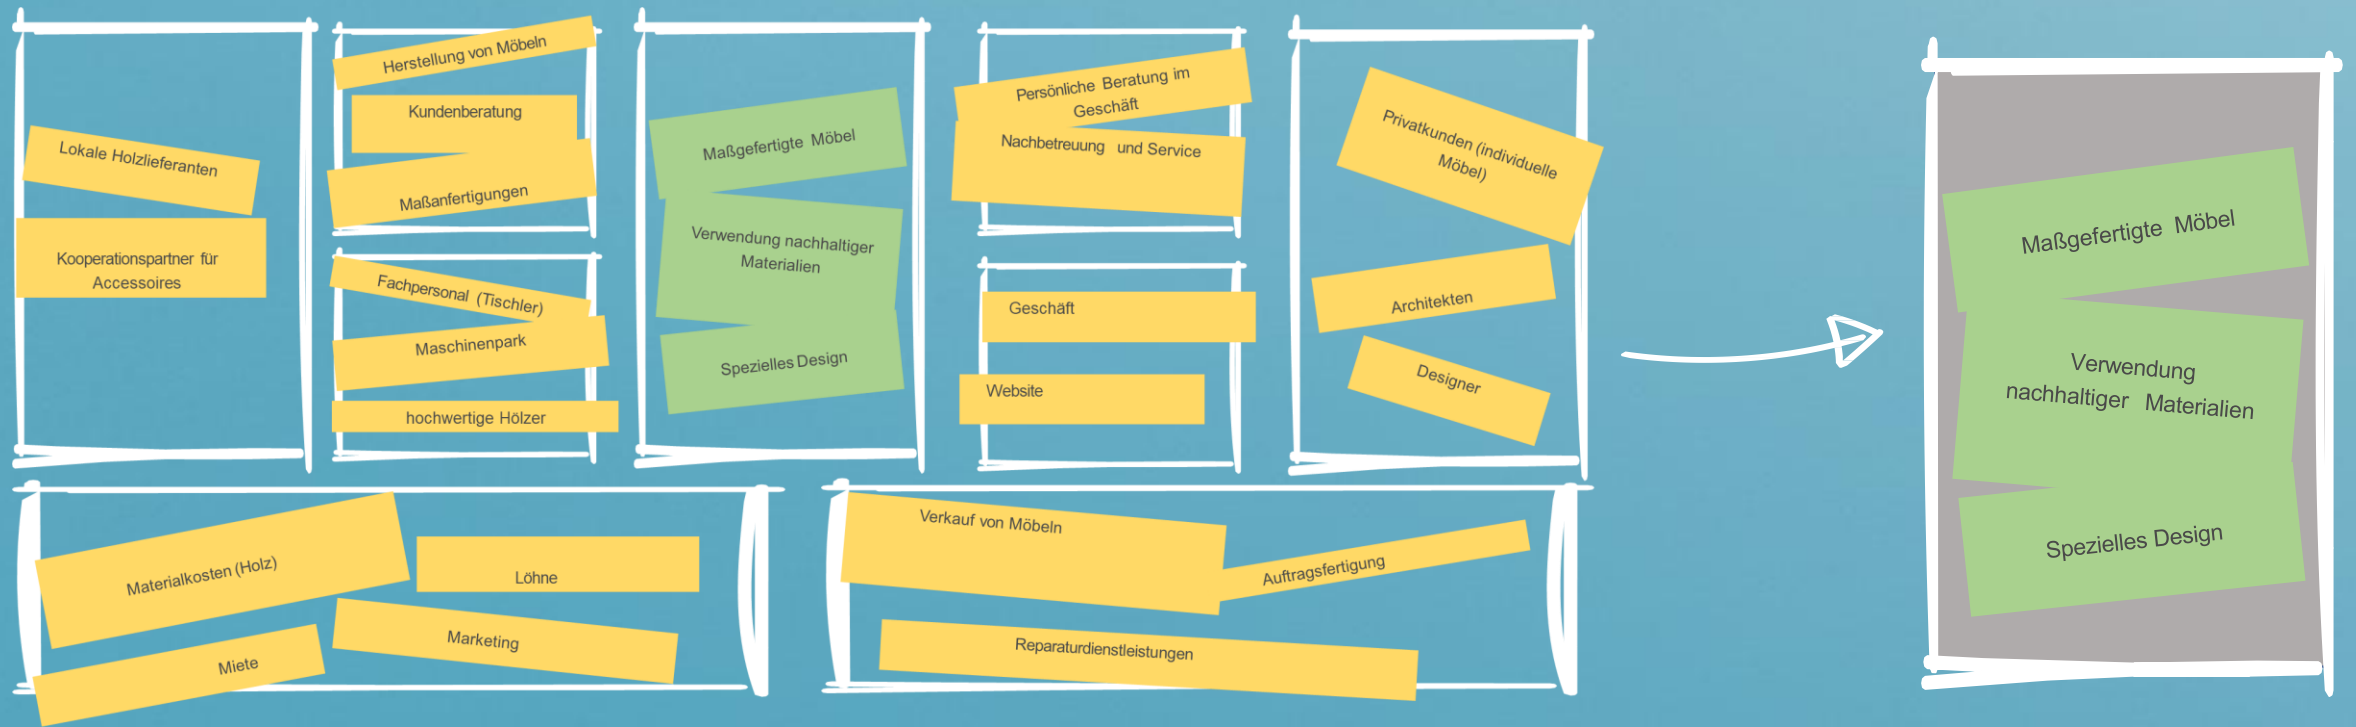 Lokale Holzlieferanten
Kooperationspartner für
Accessoires
Herstellung von Möbeln
Kundenberatung
Maßanfertigungen
Fachpersonal (Tischler)
Maschinenpark
hochwertige Hölzer
Maßgefertigte Möbel
Verwendung nachhaltiger
Materialien
Spezielles Design
Persönliche Beratung im
Geschäft
Nachbetreuung und Service
Geschäft
Website
Privatkunden (individuelle
Möbel)
Architekten
Designer
Materialkosten (Holz)
Löhne
Marketing
Miete
Verkauf von Möbeln
Auftragsfertigung
Reparaturdienstleistungen
Maßgefertigte Möbel
Verwendung
nachhaltiger Materialien
Spezielles Design